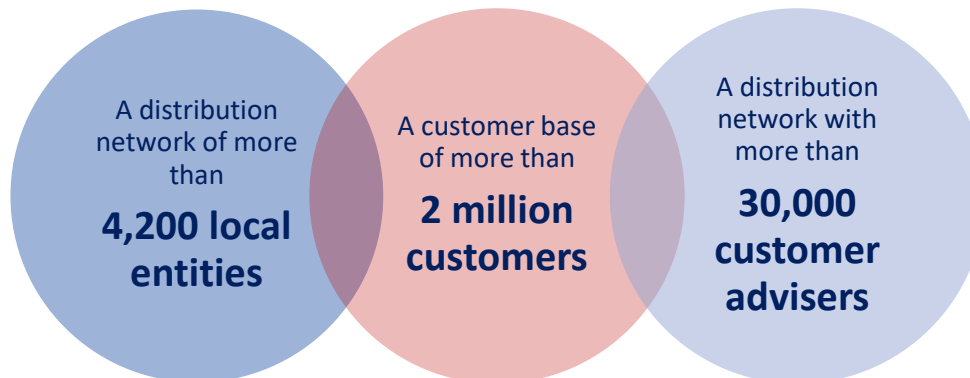 A distribution
network of more
than
4,200 local
entities
A customer base
of more than
2 million
customers
A distribution
network with
more than
30,000
customer
advisers